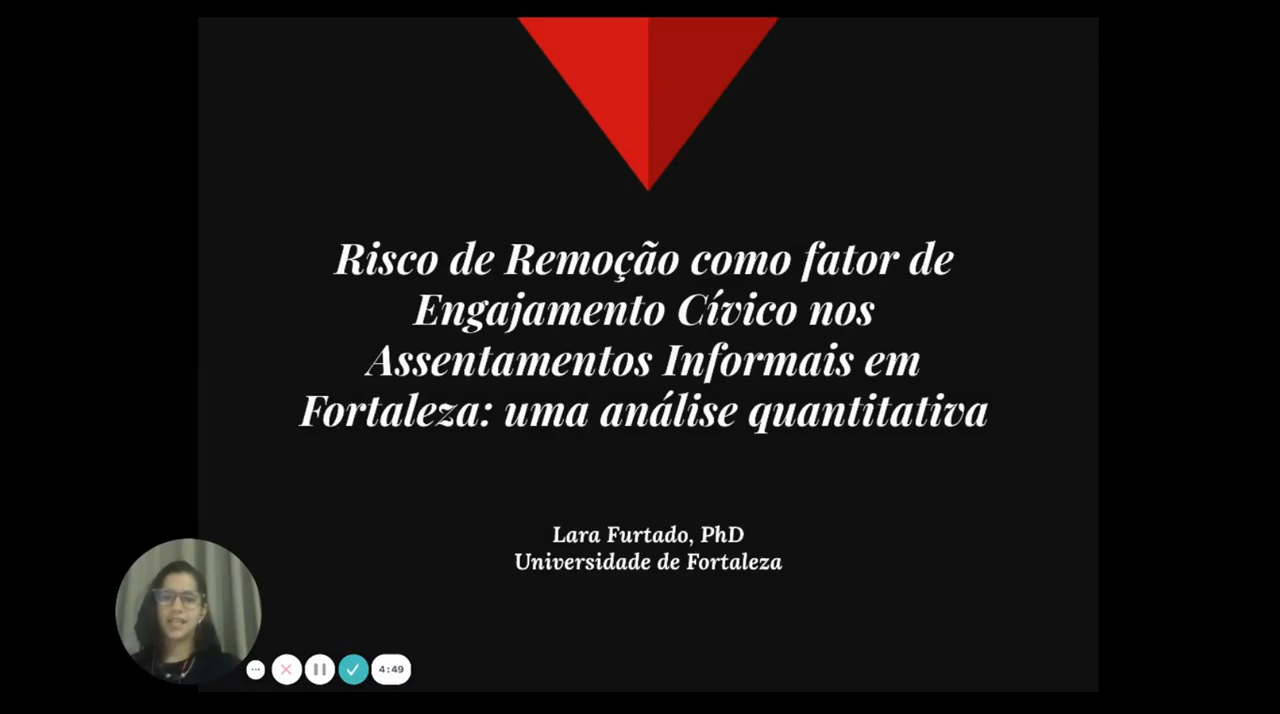 Risco de Remoção como fator de
Engajamento Cívico nos
Assentamentos Informais em
Fortaleza: uma análise quantitativa
Lara Furtado, PhD
Universidade de Fortaleza
4:49